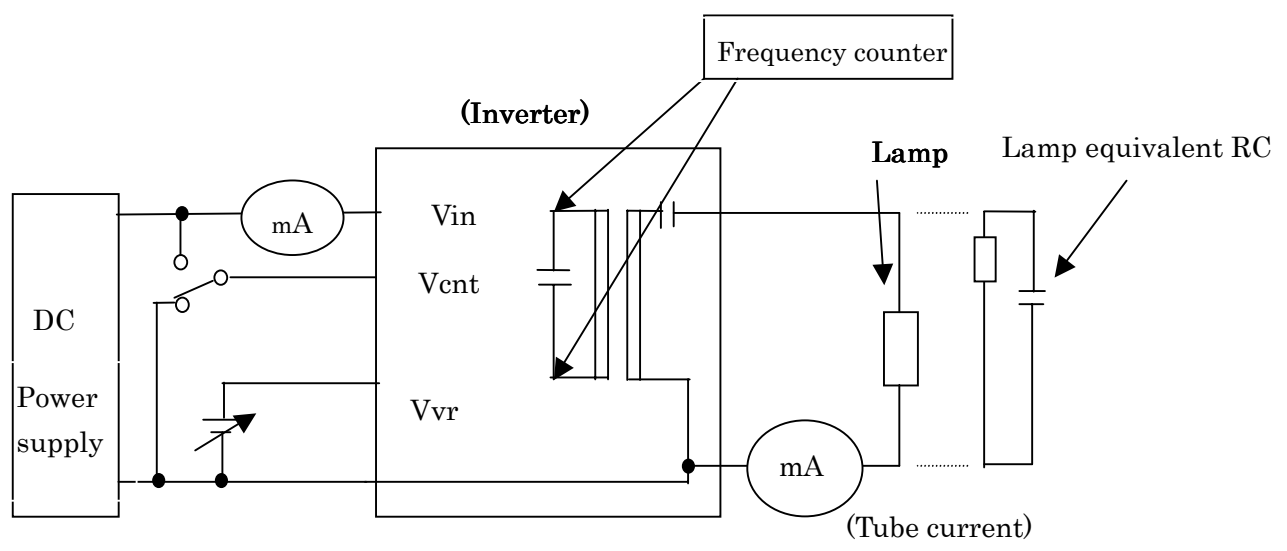 Frequency counter
(Inverter)
Lamp
Lamp equivalent RC
mA
Vin
Vcnt
DC
Power
supply
Vvr
mA
(Tube current)